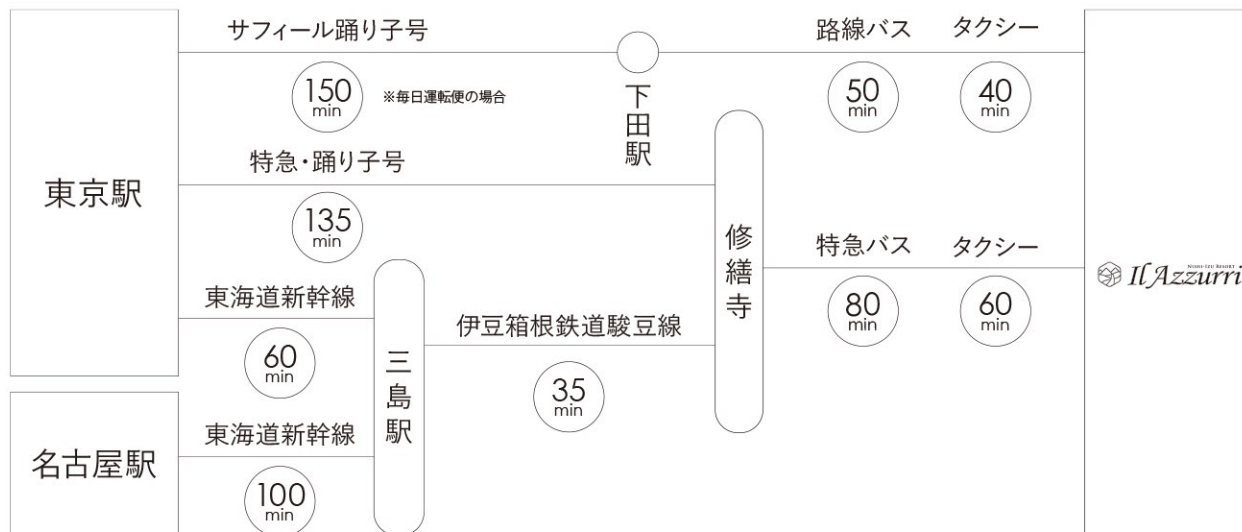 サフィール踊り子号
150
min
※毎日運転便の場合
下田駅
路線バス
50
min
タクシー
40
min
東京駅
特急・踊り子号
135
min
修繕寺
特急バス
80
min
タクシー
60
min
NISHI-IZU RESORT
Il Azzurri
東海道新幹線
60
min
三島駅
伊豆箱根鉄道駿豆線
35
min
名古屋駅
東海道新幹線
100
min